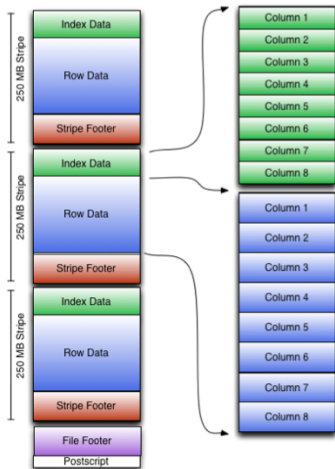 250 MB Stripe
Index Data
Row Data
Stripe Footer
250 MB Stripe
Index Data
Row Data
Stripe Footer
250 MB Stripe
Index Data
Row Data
Stripe Footer
File Footer
Postscript
Column 1
Column 2
Column 3
Column 4
Column 5
Column 6
Column 7
Column 8
Column 1
Column 2
Column 3
Column 4
Column 5
Column 6
Column 7
Column 8